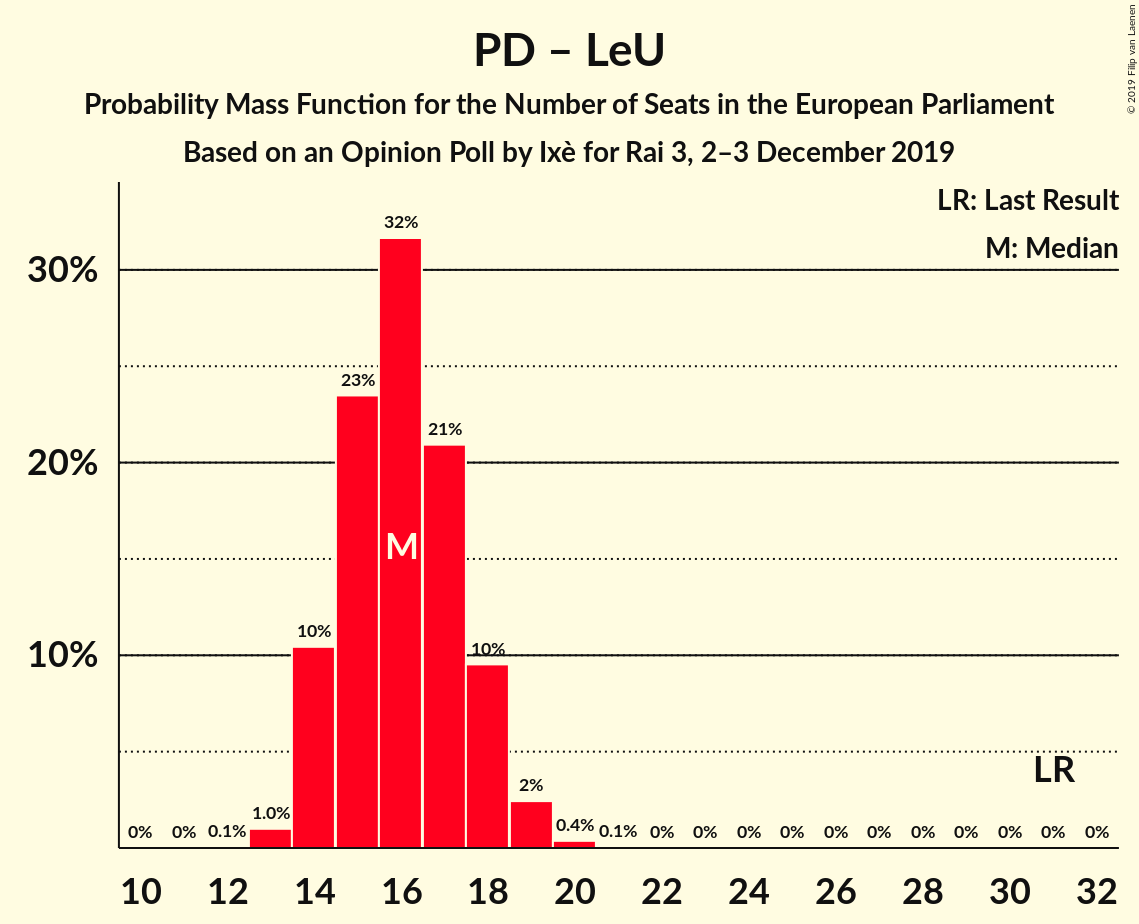 PD – LeU
Probability Mass Function for the Number of Seats in the European Parliament
Based on an Opinion Poll by Ixè for Rai 3, 2–3 December 2019
© 2019 Filip van Laenen
LR: Last Result
M: Median
30%
20%
10%
0% 0% 0.1% 1.0% 10% 23% 32% 21% 10% 2% 0.4% 0.1% 0% 0% 0% 0% 0% 0% 0% 0% 0% 0% 0%
M
LR
10 12 14 16 18 20 22 24 26 28 30 32